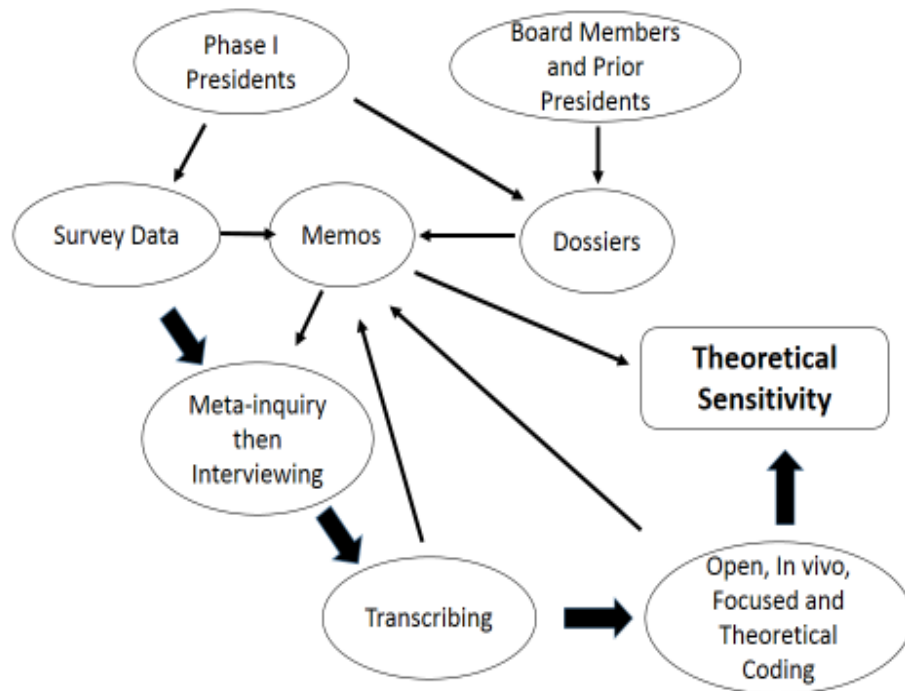 Phase I
Presidents
Board Members
and Prior
Presidents
Survey Data
Memos
Dossiers
Theoretical
Sensitivity
Meta-inquiry
then
Interviewing
Transcribing
Open, In vivo,
Focused and
Theoretical
Coding